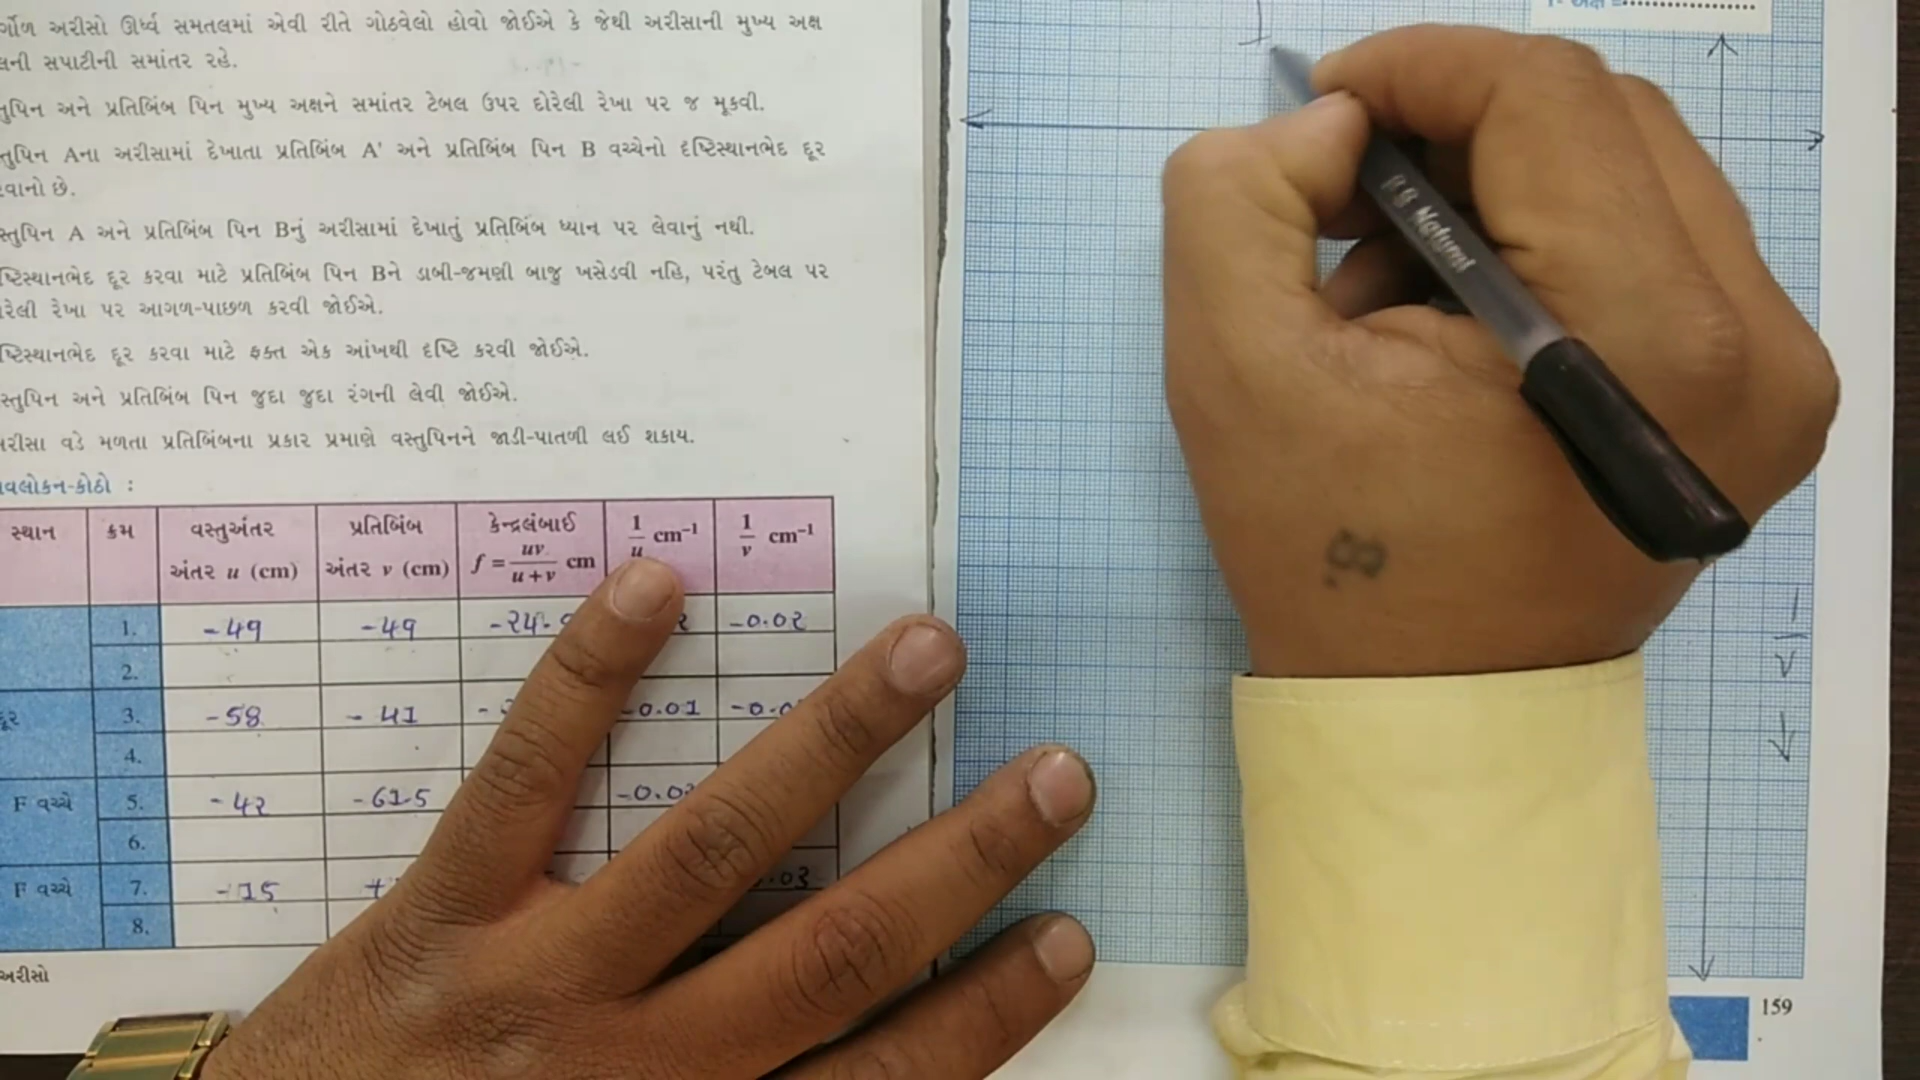 અરીસો ઊર્ધ્વ સમતલમાં એવી રીતે ગોઠવેલો હોવો જોઈએ કે જેથી અરીસાની મુખ્ય અક્ષ
સપાટીની સમાંતર રહે.
અને પ્રતિબિંબ પિન મુખ્ય અક્ષને સમાંતર ટેબલ ઉપર દોરેલી રેખા પર જ મૂકવી.
Aના અરીસામાં દેખાતા પ્રતિબિંબ A' અને પ્રતિબિંબ પિન B વચ્ચેનો દૃષ્ટિસ્થાનભેદ દૂર
વાનો છે.
સ્તુપિન A અને પ્રતિબિંબ પિન Bનું અરીસામાં દેખાતું પ્રતિબિંબ ધ્યાન પર લેવાનું નથી.
ષ્ટિસ્થાનભેદ દૂર કરવા માટે પ્રતિબિંબ પિન Bને ડાબી-જમણી બાજુ ખસેડવી નહિ, પરંતુ ટેબલ પર
રેલી રેખા પર આગળ-પાછળ કરવી જોઈએ.
ષ્ટિસ્થાનભેદ દૂર કરવા માટે ફક્ત એક આંખથી દૃષ્ટિ કરવી જોઈએ.
સ્તુપિન અને પ્રતિબિંબ પિન જુદા જુદા રંગની લેવી જોઈએ.
રીસા વડે મળતા પ્રતિબિંબના પ્રકાર પ્રમાણે વસ્તુપિનને જાડી-પાતળી લઈ શકાય.
વલોકન-કોઠો :
સ્થાન ક્રમ વસ્તુઅંતર અંતર u (cm) પ્રતિબિંબ અંતર v (cm) કેન્દ્રલંબાઈ f = uv/u + v cm 1/u cm⁻¹ 1/v cm⁻¹
1. -49 -49 -0.02
2.
દૂર 3. -58 - 41 -0.01
4.
F વચ્ચે 5. -42 -61.5
6.
F વચ્ચે 7. -15
8.
અરીસો
1/v
159